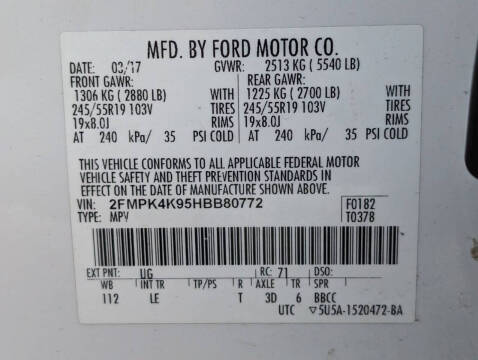 MFD. BY FORD MOTOR CO.
DATE: 03/17 GVWR: 2513 KG ( 5540 LB)
FRONT GAWR: REAR GAWR:
1306 KG ( 2880 LB) WITH 1225 KG ( 2700 LB) WITH
245/55R19 103V TIRES 245/55R19 103V TIRES
19x8.0J RIMS 19x8.0J RIMS
AT 240 kPa/ 35 PSI COLD AT 240 kPa/ 35 PSI COLD
THIS VEHICLE CONFORMS TO ALL APPLICABLE FEDERAL MOTOR
VEHICLE SAFETY AND THEFT PREVENTION STANDARDS IN
EFFECT ON THE DATE OF MANUFACTURE SHOWN ABOVE.
VIN: 2FMPK4K95HBB80772 F0182
TYPE: MPV T0378
EXT PNT: UG RC: 71 DSO:
WB INT TR TP/PS R AXLE TR SPR
112 LE T 3D 6 BBCC
UTC ▽5U5A-1520472-BA